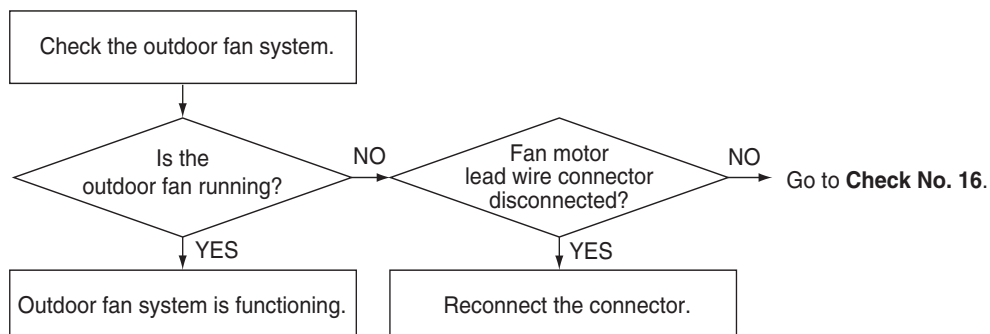 Check the outdoor fan system.
Is the
outdoor fan running?
NO
Fan motor
lead wire connector
disconnected?
NO
Go to Check No. 16.
YES
YES
Outdoor fan system is functioning.
Reconnect the connector.